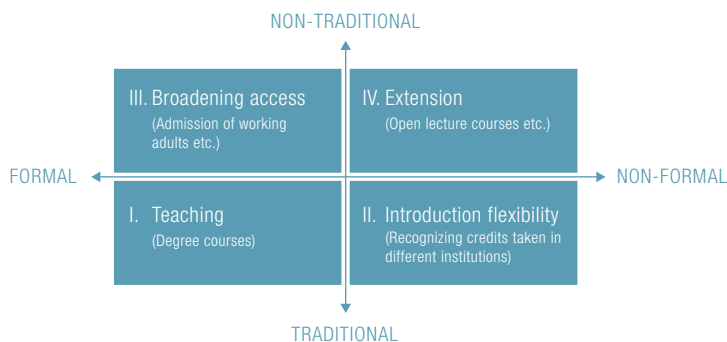 NON-TRADITIONAL
III. Broadening access
(Admission of working
adults etc.)
IV. Extension
(Open lecture courses etc.)
FORMAL
NON-FORMAL
I. Teaching
(Degree courses)
II. Introduction flexibility
(Recognizing credits taken in
different institutions)
TRADITIONAL